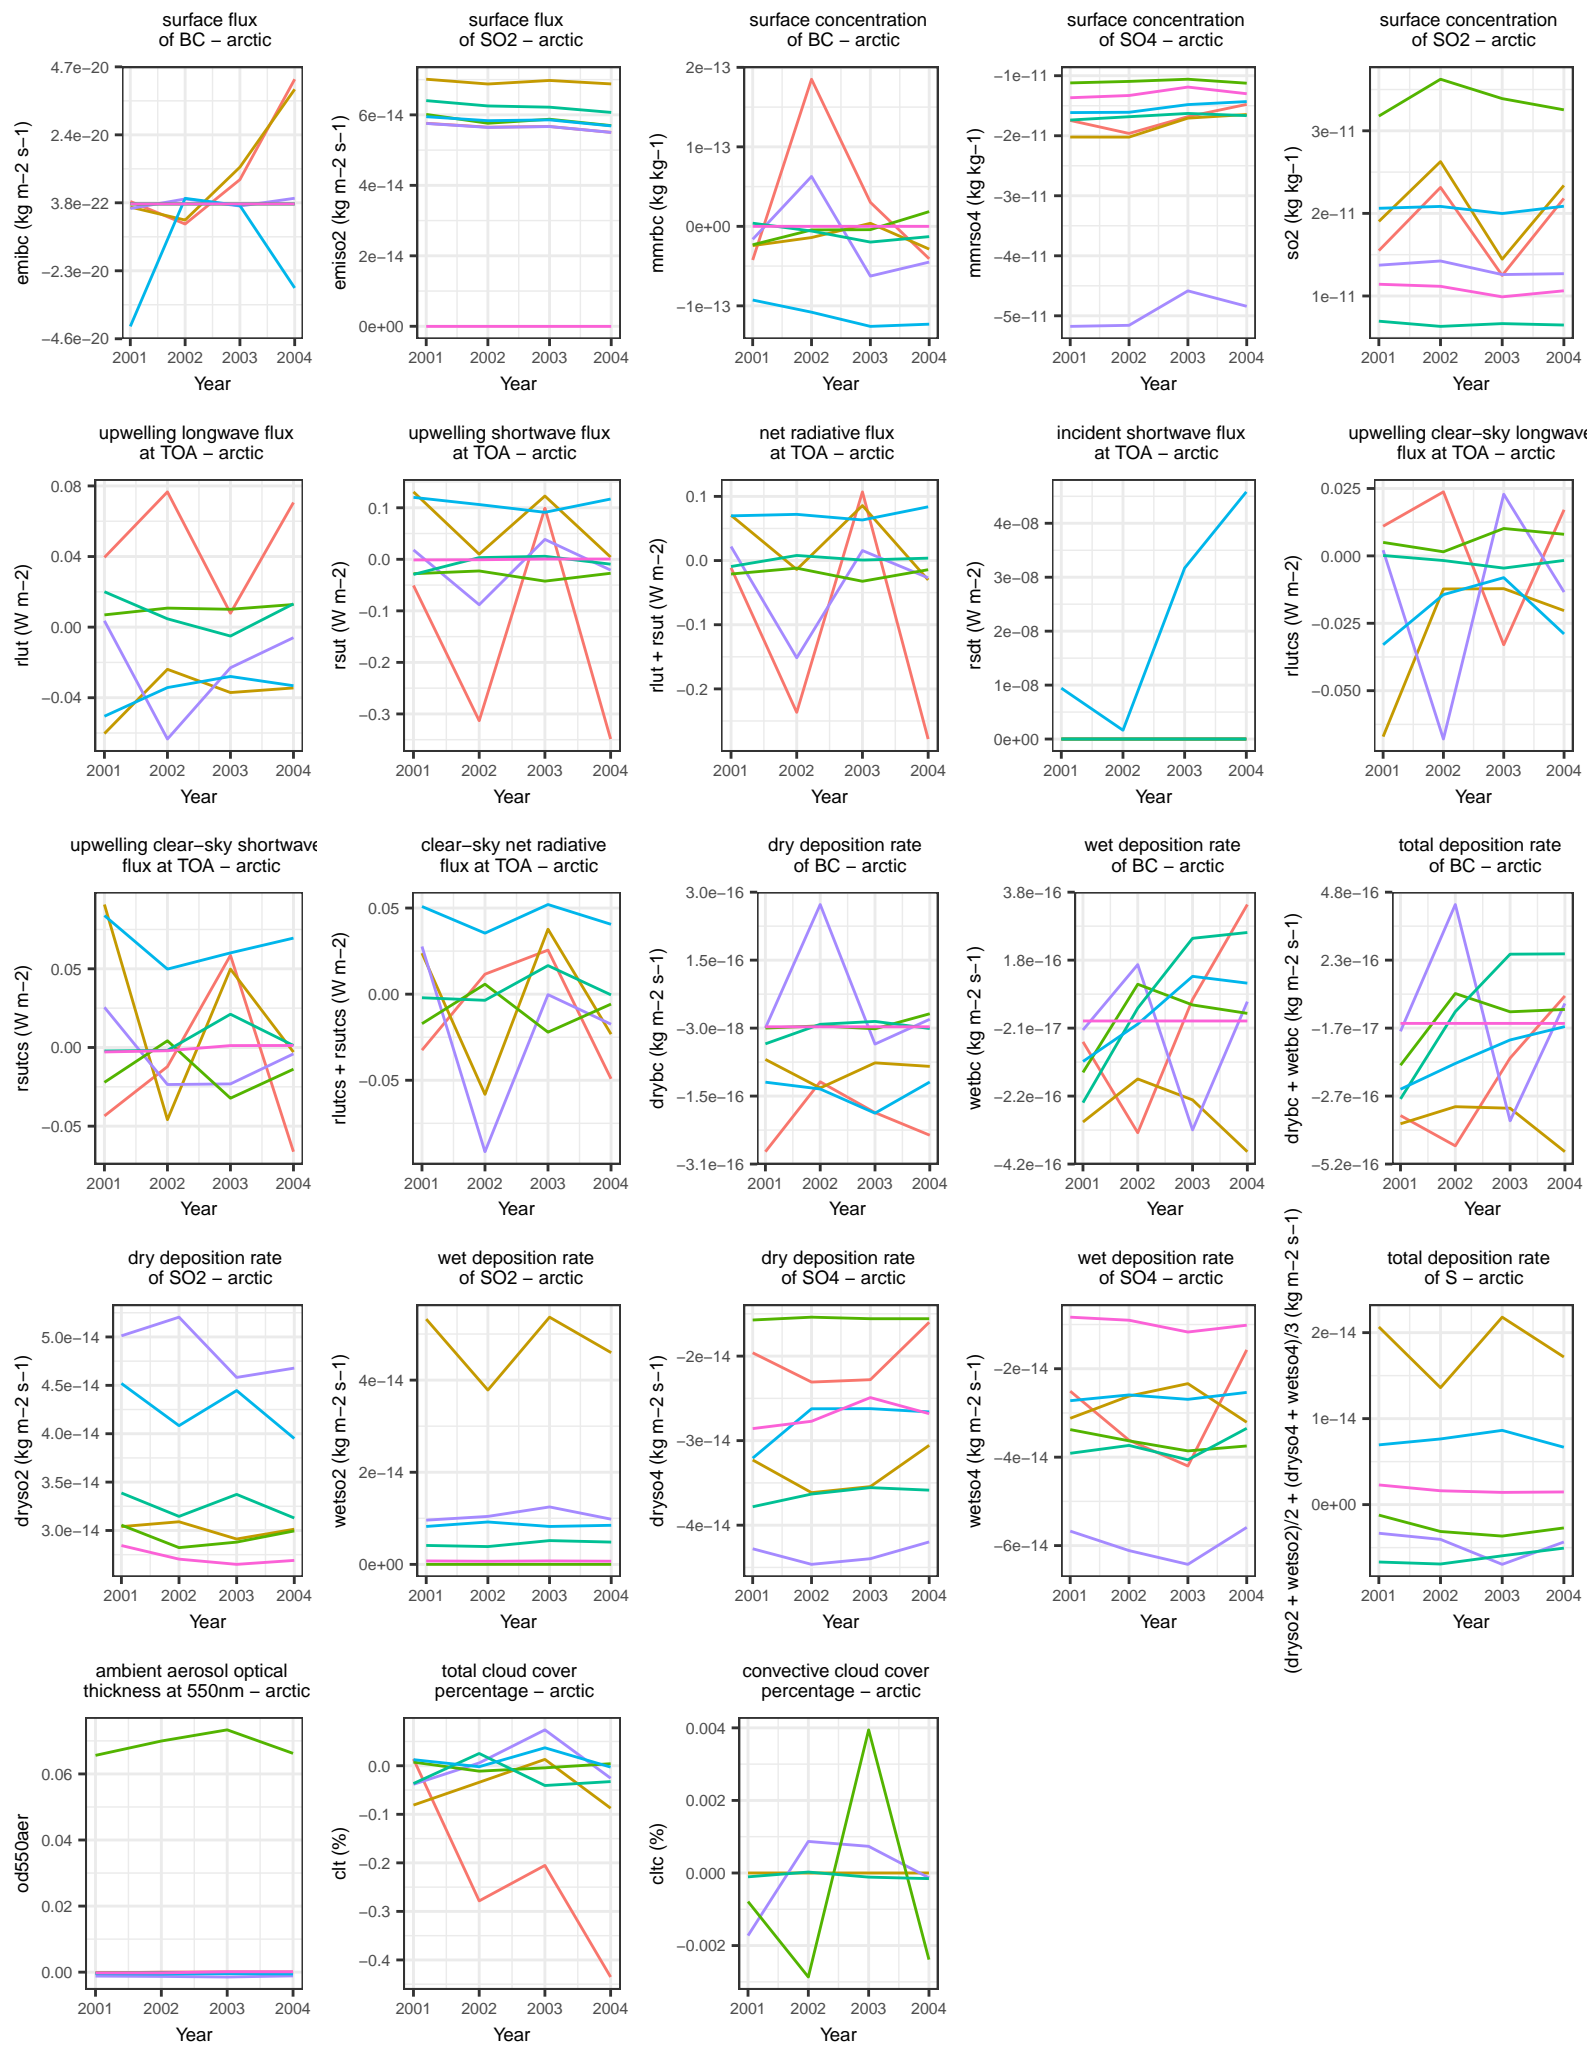 surface flux
of BC − arctic
emibc (kg m−2 s−1)
4.7e−20
2.4e−20
3.8e−22
−2.3e−20
−4.6e−20
2001 2002 2003 2004
Year
surface flux
of SO2 − arctic
emiso2 (kg m−2 s−1)
6e−14
4e−14
2e−14
0e+00
2001 2002 2003 2004
Year
surface concentration
of BC − arctic
mmrbc (kg kg−1)
2e−13
1e−13
0e+00
−1e−13
2001 2002 2003 2004
Year
surface concentration
of SO4 − arctic
mmrso4 (kg kg−1)
−1e−11
−2e−11
−3e−11
−4e−11
−5e−11
2001 2002 2003 2004
Year
surface concentration
of SO2 − arctic
so2 (kg kg−1)
3e−11
2e−11
1e−11
2001 2002 2003 2004
Year
upwelling longwave flux
at TOA − arctic
rlut (W m−2)
0.08
0.04
0.00
−0.04
2001 2002 2003 2004
Year
upwelling shortwave flux
at TOA − arctic
rsut (W m−2)
0.1
0.0
−0.1
−0.2
−0.3
2001 2002 2003 2004
Year
net radiative flux
at TOA − arctic
rlut + rsut (W m−2)
0.1
0.0
−0.1
−0.2
2001 2002 2003 2004
Year
incident shortwave flux
at TOA − arctic
rsdt (W m−2)
4e−08
3e−08
2e−08
1e−08
0e+00
2001 2002 2003 2004
Year
upwelling clear−sky longwave
flux at TOA − arctic
rlutcs (W m−2)
0.025
0.000
−0.025
−0.050
2001 2002 2003 2004
Year
upwelling clear−sky shortwave
flux at TOA − arctic
rsutcs (W m−2)
0.05
0.00
−0.05
2001 2002 2003 2004
Year
clear−sky net radiative
flux at TOA − arctic
rlutcs + rsutcs (W m−2)
0.05
0.00
−0.05
2001 2002 2003 2004
Year
dry deposition rate
of BC − arctic
drybc (kg m−2 s−1)
3.0e−16
1.5e−16
−3.0e−18
−1.5e−16
−3.1e−16
2001 2002 2003 2004
Year
wet deposition rate
of BC − arctic
wetbc (kg m−2 s−1)
3.8e−16
1.8e−16
−2.1e−17
−2.2e−16
−4.2e−16
2001 2002 2003 2004
Year
total deposition rate
of BC − arctic
drybc + wetbc (kg m−2 s−1)
4.8e−16
2.3e−16
−1.7e−17
−2.7e−16
−5.2e−16
2001 2002 2003 2004
Year
dry deposition rate
of SO2 − arctic
dryso2 (kg m−2 s−1)
5.0e−14
4.5e−14
4.0e−14
3.5e−14
3.0e−14
2001 2002 2003 2004
Year
wet deposition rate
of SO2 − arctic
wetso2 (kg m−2 s−1)
4e−14
2e−14
0e+00
2001 2002 2003 2004
Year
dry deposition rate
of SO4 − arctic
dryso4 (kg m−2 s−1)
−2e−14
−3e−14
−4e−14
2001 2002 2003 2004
Year
wet deposition rate
of SO4 − arctic
wetso4 (kg m−2 s−1)
−2e−14
−4e−14
−6e−14
2001 2002 2003 2004
Year
total deposition rate
of S − arctic
(dryso2 + wetso2)/2 + (dryso4 + wetso4)/3 (kg m−2 s−1)
2e−14
1e−14
0e+00
2001 2002 2003 2004
Year
ambient aerosol optical
thickness at 550nm − arctic
od550aer
0.06
0.04
0.02
0.00
2001 2002 2003 2004
Year
total cloud cover
percentage − arctic
clt (%)
0.0
−0.1
−0.2
−0.3
−0.4
2001 2002 2003 2004
Year
convective cloud cover
percentage − arctic
cltc (%)
0.004
0.002
0.000
−0.002
2001 2002 2003 2004
Year